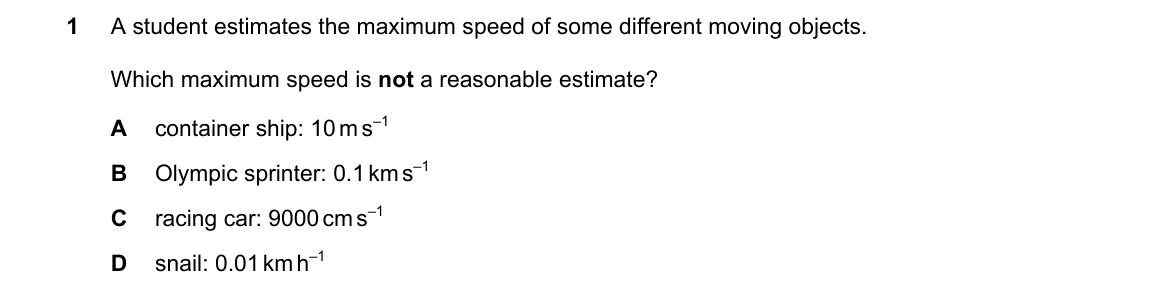 1 A student estimates the maximum speed of some different moving objects.
Which maximum speed is not a reasonable estimate?
A container ship: 10 m s⁻¹
B Olympic sprinter: 0.1 km s⁻¹
C racing car: 9000 cm s⁻¹
D snail: 0.01 km h⁻¹